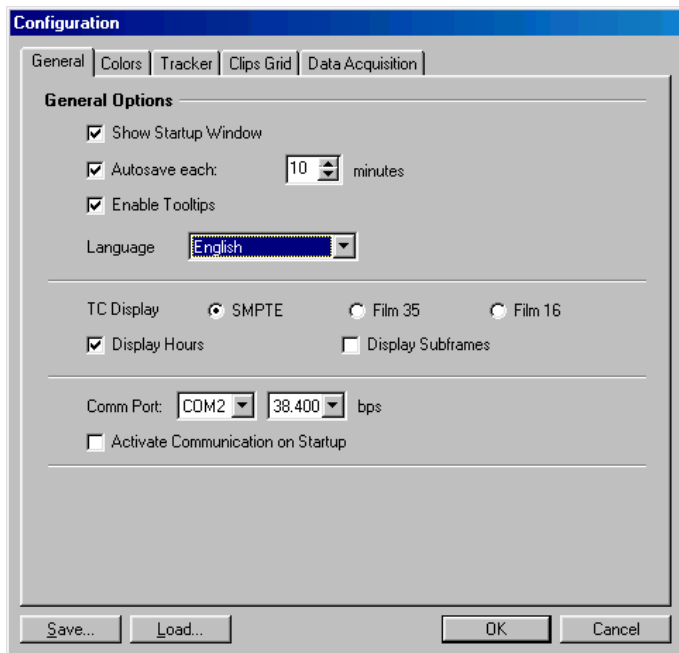 Configuration
General Colors Tracker Clips Grid Data Acquisition
General Options
Show Startup Window
Autosave each: 10 minutes
Enable Tooltips
Language English
TC Display SMPTE Film 35 Film 16
Display Hours Display Subframes
Comm Port: COM2 38.400 bps
Activate Communication on Startup
Save... Load... OK Cancel